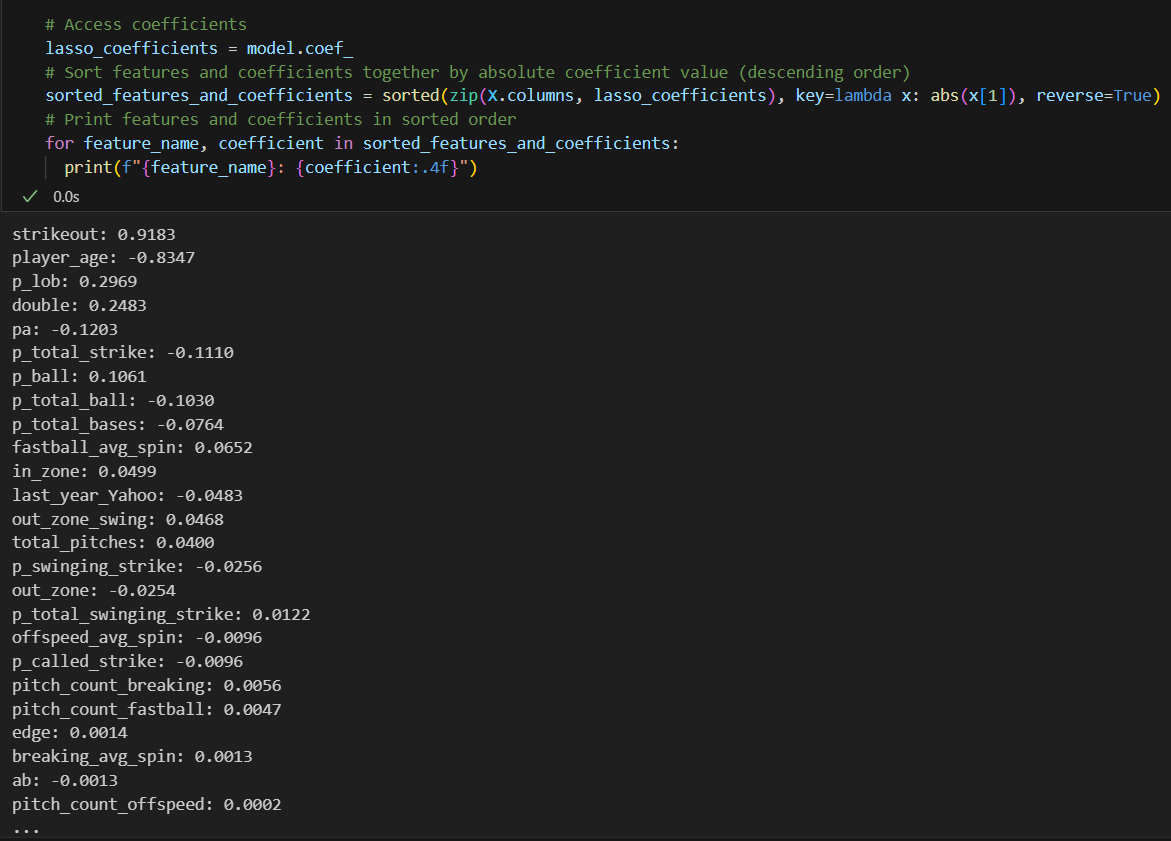 # Access coefficients
lasso_coefficients = model.coef_
# Sort features and coefficients together by absolute coefficient value (descending order)
sorted_features_and_coefficients = sorted(zip(X.columns, lasso_coefficients), key=lambda x: abs(x[1]), reverse=True)
# Print features and coefficients in sorted order
for feature_name, coefficient in sorted_features_and_coefficients:
  print(f"{feature_name}: {coefficient:.4f}")
0.0s
strikeout: 0.9183
player_age: -0.8347
p_lob: 0.2969
double: 0.2483
pa: -0.1203
p_total_strike: -0.1110
p_ball: 0.1061
p_total_ball: -0.1030
p_total_bases: -0.0764
fastball_avg_spin: 0.0652
in_zone: 0.0499
last_year_Yahoo: -0.0483
out_zone_swing: 0.0468
total_pitches: 0.0400
p_swinging_strike: -0.0256
out_zone: -0.0254
p_total_swinging_strike: 0.0122
offspeed_avg_spin: -0.0096
p_called_strike: -0.0096
pitch_count_breaking: 0.0056
pitch_count_fastball: 0.0047
edge: 0.0014
breaking_avg_spin: 0.0013
ab: -0.0013
pitch_count_offspeed: 0.0002
...